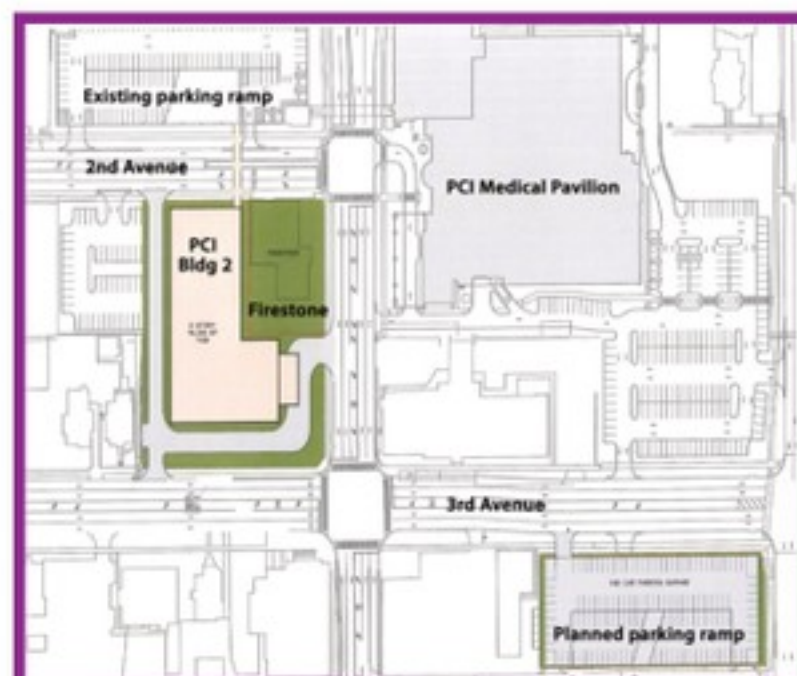 Existing parking ramp
2nd Avenue
PCI Medical Pavilion
PCI
Bldg 2
Firestone
3rd Avenue
Planned parking ramp